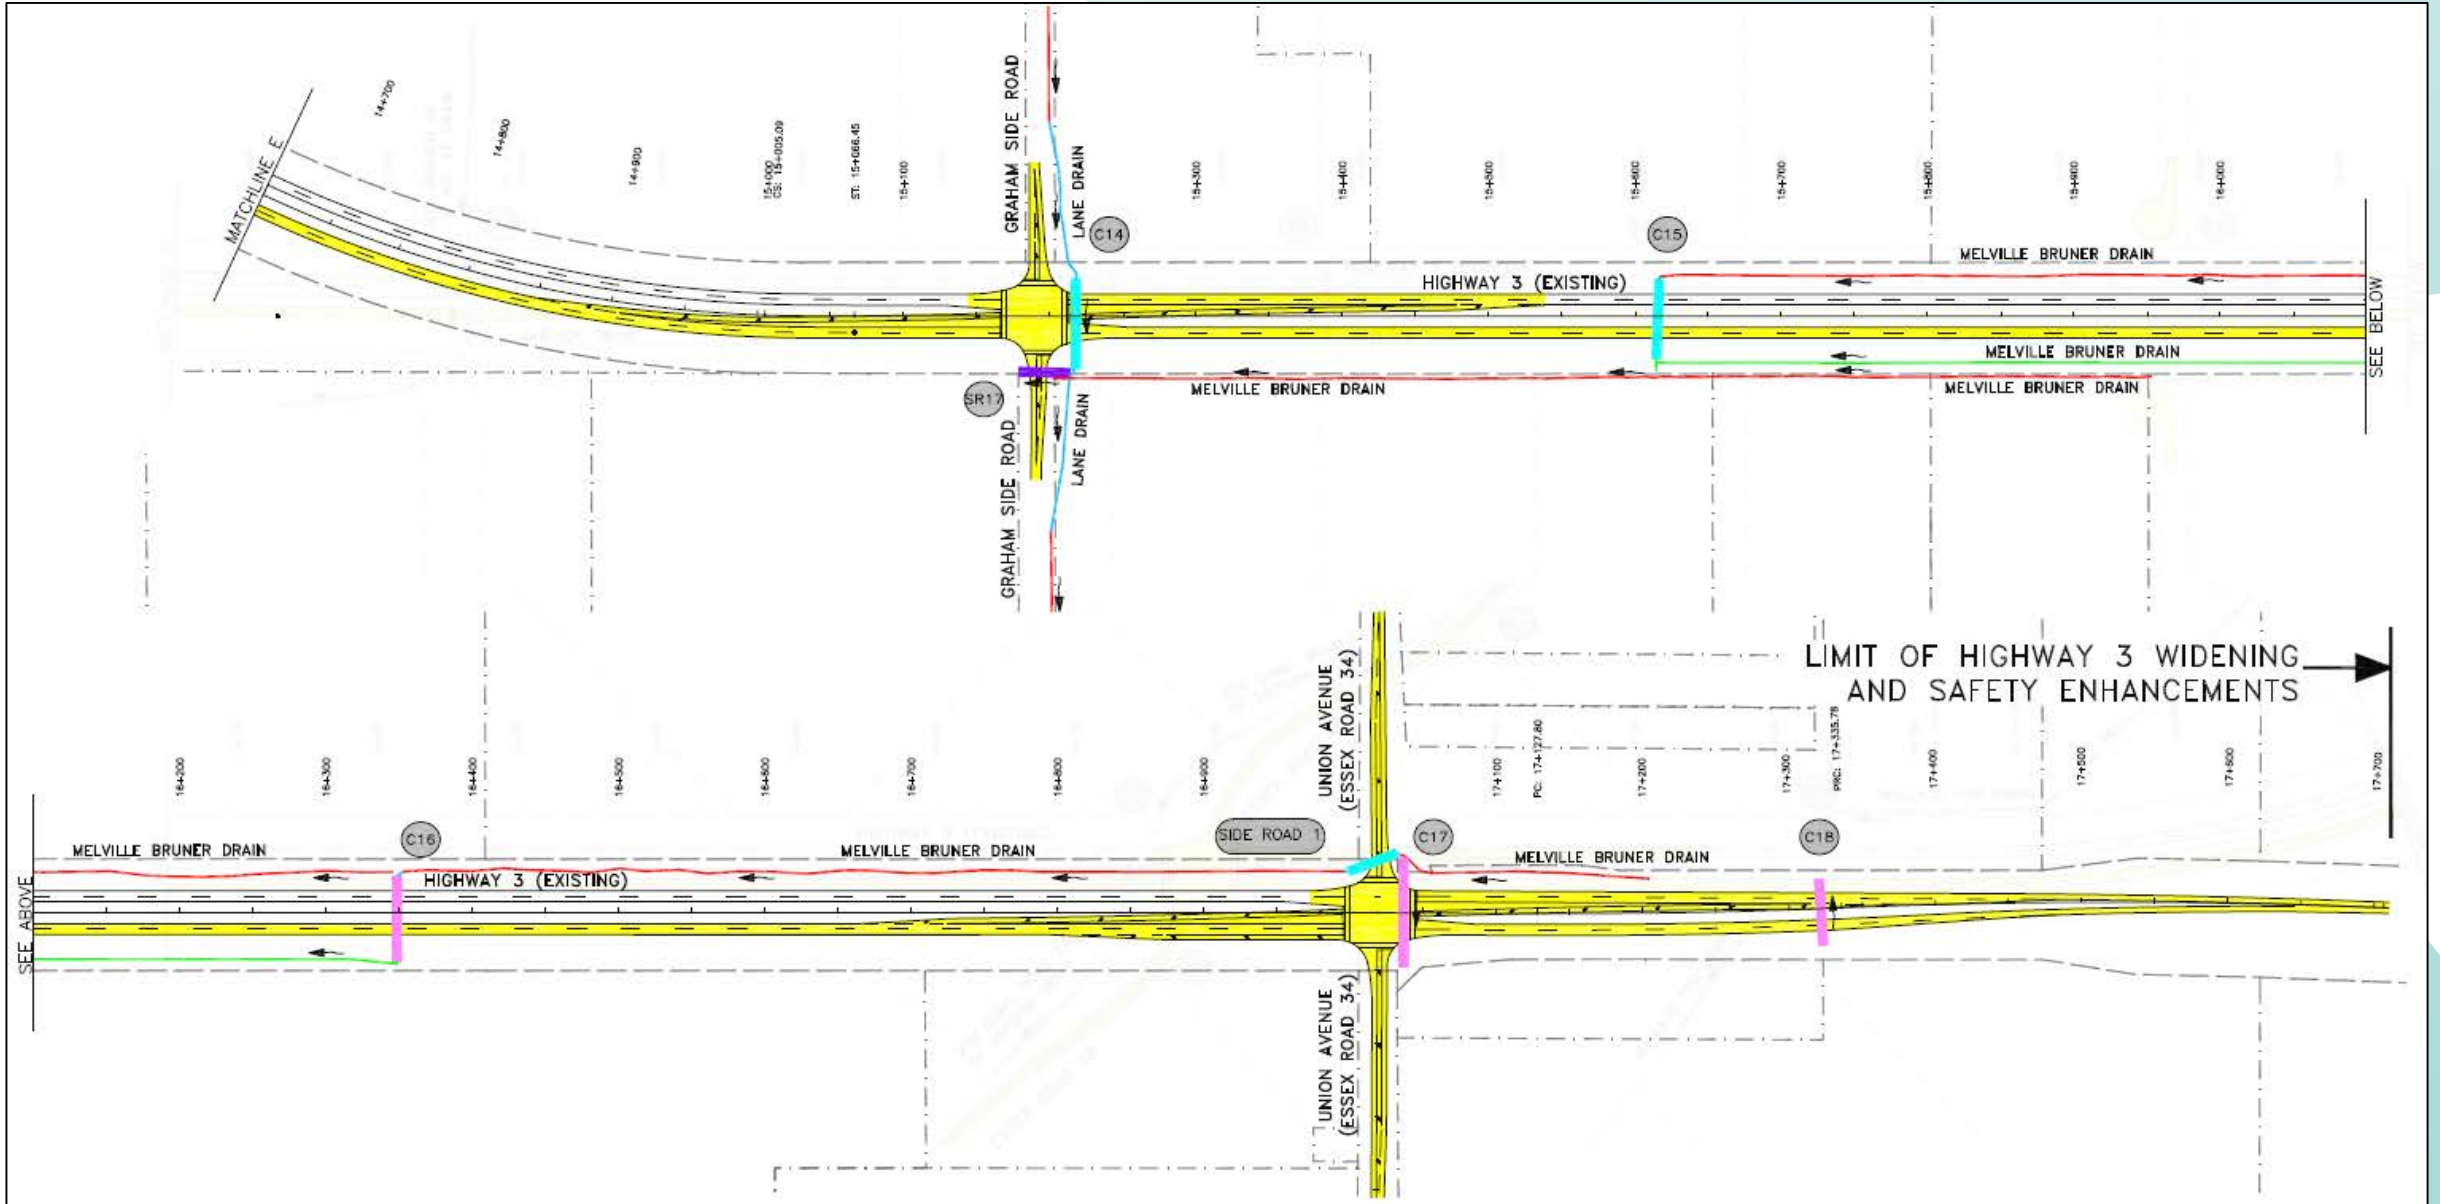 MATCHLINE E
14+700
14+800
14+900
15+000
CS: 15+005.09
ST: 15+066.45
15+100
GRAHAM SIDE ROAD
LANE DRAIN
C14
15+300
15+400
15+500
15+600
15+700
15+800
15+900
16+000
C15
MELVILLE BRUNER DRAIN
HIGHWAY 3 (EXISTING)
SEE BELOW
MELVILLE BRUNER DRAIN
MELVILLE BRUNER DRAIN
MELVILLE BRUNER DRAIN
SR17
GRAHAM SIDE ROAD
LANE DRAIN
LIMIT OF HIGHWAY 3 WIDENING
AND SAFETY ENHANCEMENTS
UNION AVENUE
(ESSEX ROAD 34)
16+200
16+300
16+400
16+500
16+600
16+700
16+800
16+900
17+100
PC: 17+127.80
17+200
17+300
PRC: 17+335.78
17+400
17+500
17+600
17+700
C16
SIDE ROAD 1
C17
C18
MELVILLE BRUNER DRAIN
MELVILLE BRUNER DRAIN
MELVILLE BRUNER DRAIN
HIGHWAY 3 (EXISTING)
SEE ABOVE
UNION AVENUE
(ESSEX ROAD 34)